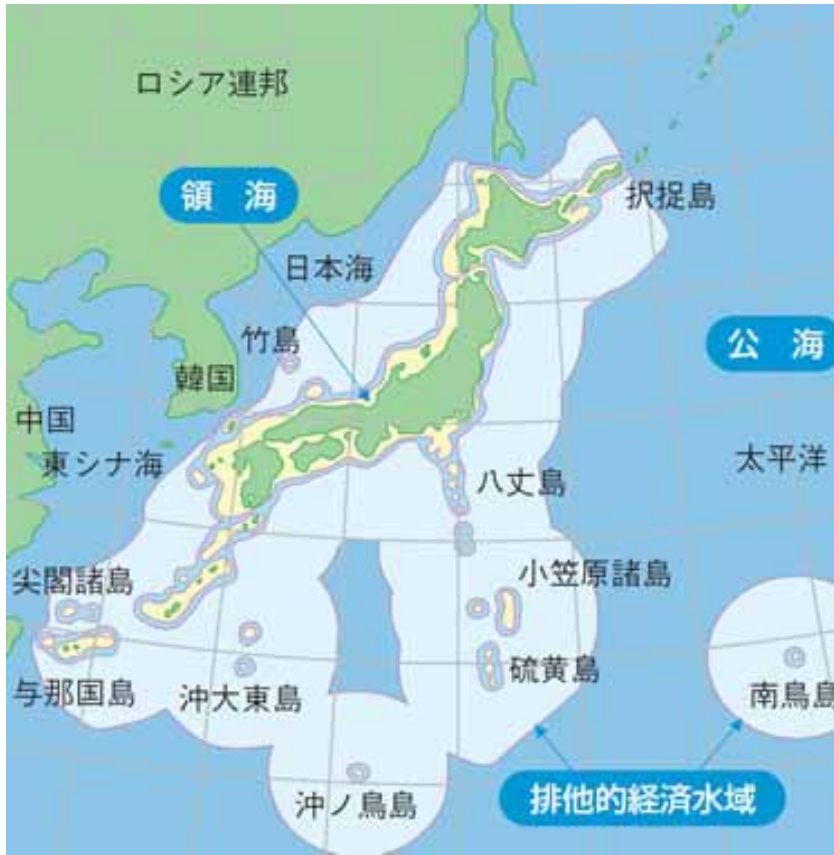 ロシア連邦
領 海
択捉島
日本海
竹島
公 海
韓国
中国
東シナ海
太平洋
八丈島
尖閣諸島
小笠原諸島
与那国島
沖大東島
硫黄島
南鳥島
沖ノ鳥島
排他的経済水域